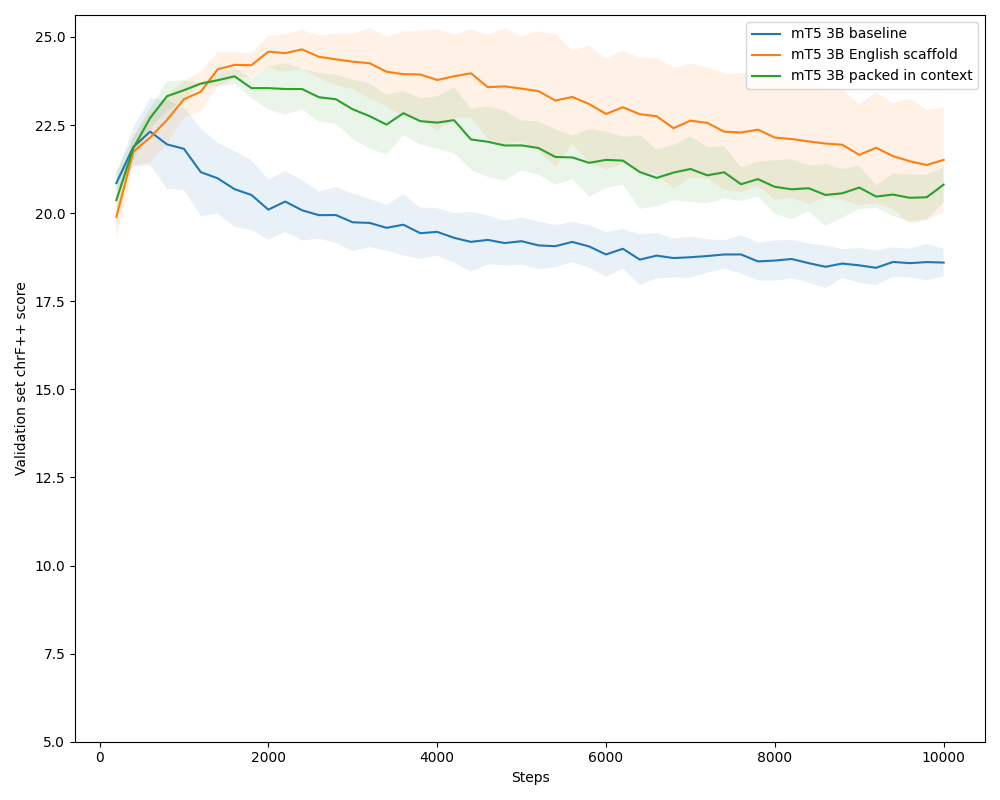 mT5 3B baseline
mT5 3B English scaffold
mT5 3B packed in context
Validation set chrF++ score
25.0
22.5
20.0
17.5
15.0
12.5
10.0
7.5
5.0
0 2000 4000 6000 8000 10000
Steps